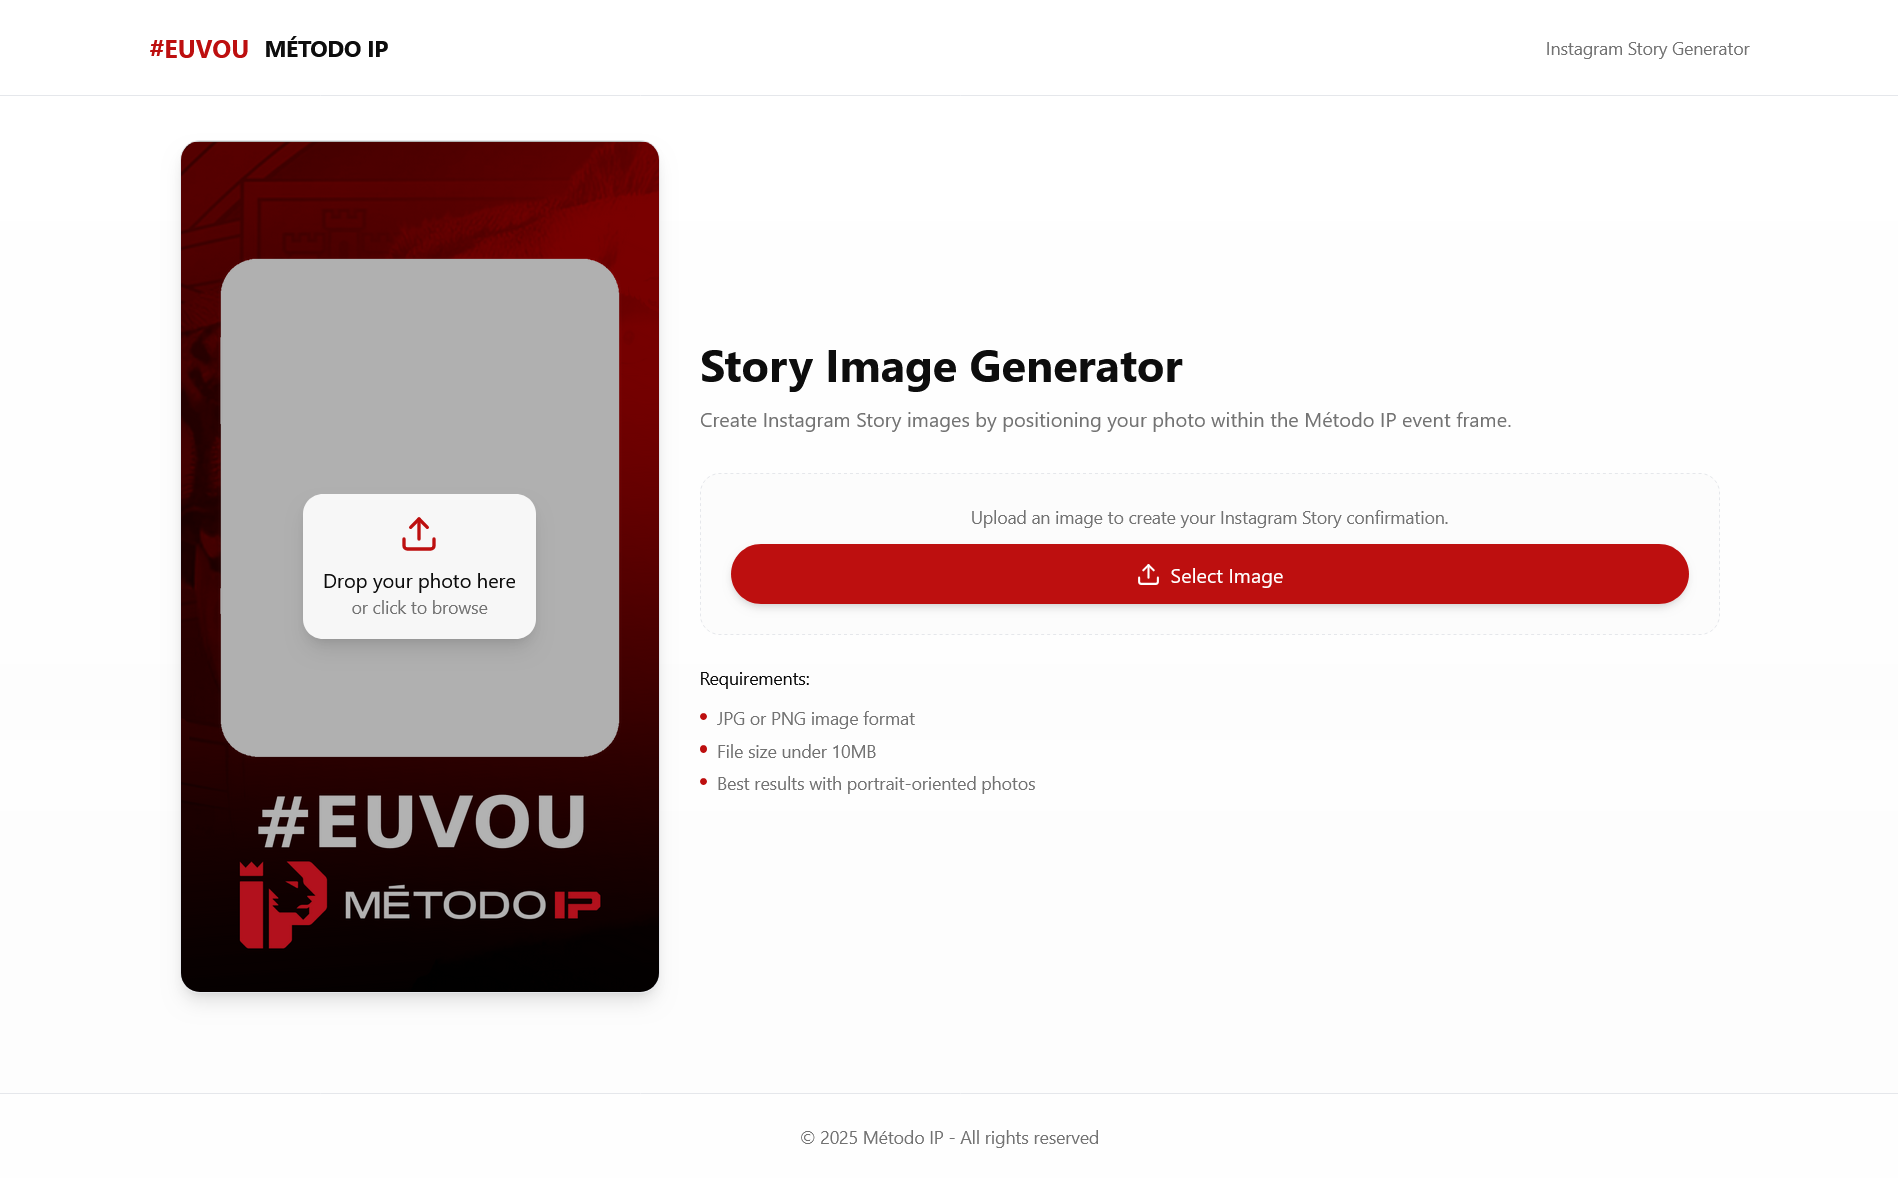 #EUVOU MÉTODO IP
Instagram Story Generator
Drop your photo here
or click to browse
#EUVOU
IP MÉTODO IP
Story Image Generator
Create Instagram Story images by positioning your photo within the Método IP event frame.
Upload an image to create your Instagram Story confirmation.
Select Image
Requirements:
JPG or PNG image format
File size under 10MB
Best results with portrait-oriented photos
© 2025 Método IP - All rights reserved